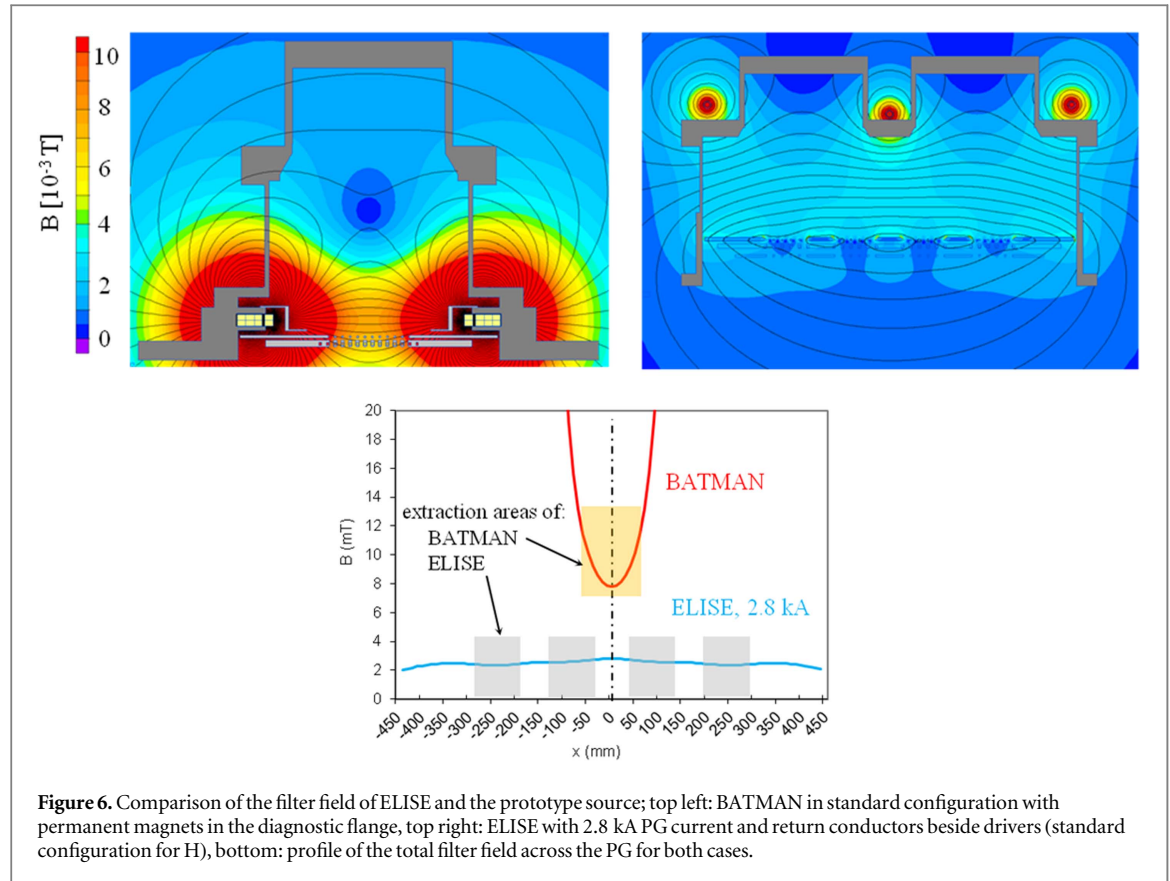 10
8
B [10⁻³ T]
6
4
2
0
20
18
16
14
12
10
8
6
4
2
0
B (mT)
BATMAN
extraction areas of:
BATMAN
ELISE
ELISE, 2.8 kA
-450 -400 -350 -300 -250 -200 -150 -100 -50 0 50 100 150 200 250 300 350 400 450
x (mm)
Figure 6. Comparison of the filter field of ELISE and the prototype source; top left: BATMAN in standard configuration with
permanent magnets in the diagnostic flange, top right: ELISE with 2.8 kA PG current and return conductors beside drivers (standard
configuration for H), bottom: profile of the total filter field across the PG for both cases.